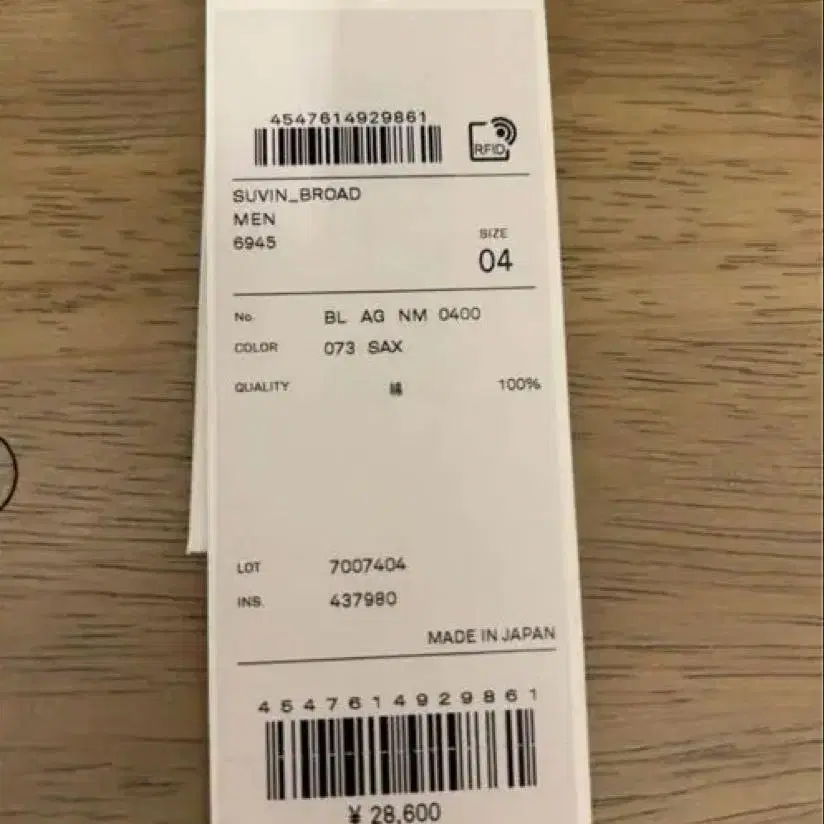 4547614929861
RFID
SUVIN_BROAD
MEN
6945
SIZE
04
No. BL AG NM 0400
COLOR 073 SAX
QUALITY 綿 100%
LOT 7007404
INS. 437980
MADE IN JAPAN
4547614929861
¥ 28,600